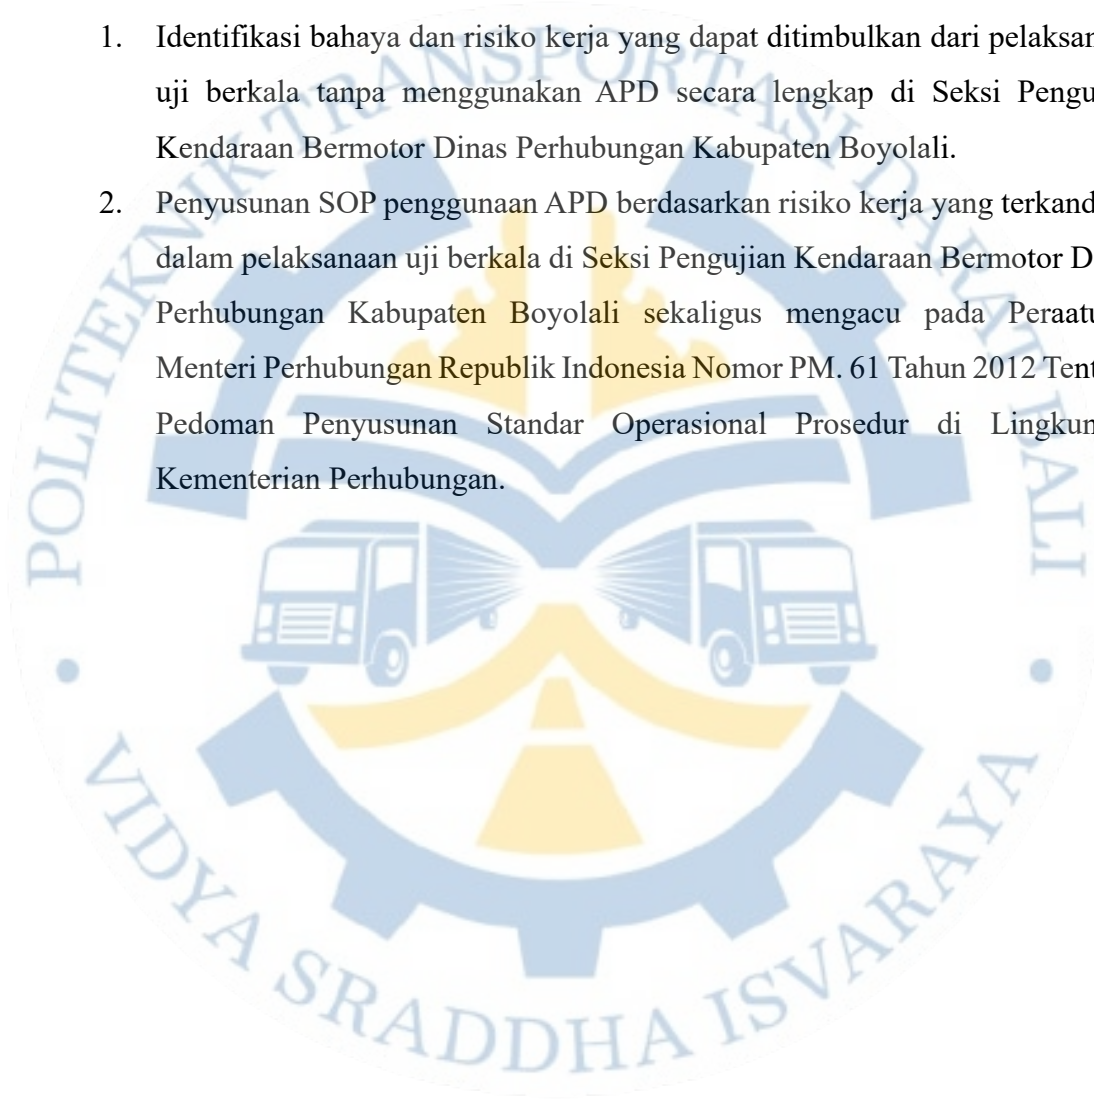 1. Identifikasi bahaya dan risiko kerja yang dapat ditimbulkan dari pelaksan
uji berkala tanpa menggunakan APD secara lengkap di Seksi Pengu
Kendaraan Bermotor Dinas Perhubungan Kabupaten Boyolali.
2. Penyusunan SOP penggunaan APD berdasarkan risiko kerja yang terkand
dalam pelaksanaan uji berkala di Seksi Pengujian Kendaraan Bermotor D
Perhubungan Kabupaten Boyolali sekaligus mengacu pada Peraatu
Menteri Perhubungan Republik Indonesia Nomor PM. 61 Tahun 2012 Tent
Pedoman Penyusunan Standar Operasional Prosedur di Lingkun
Kementerian Perhubungan.
POLITEKNIK TRANSPORTASI DARAT BALI
VIDYA SRADDHA ISVARAYA